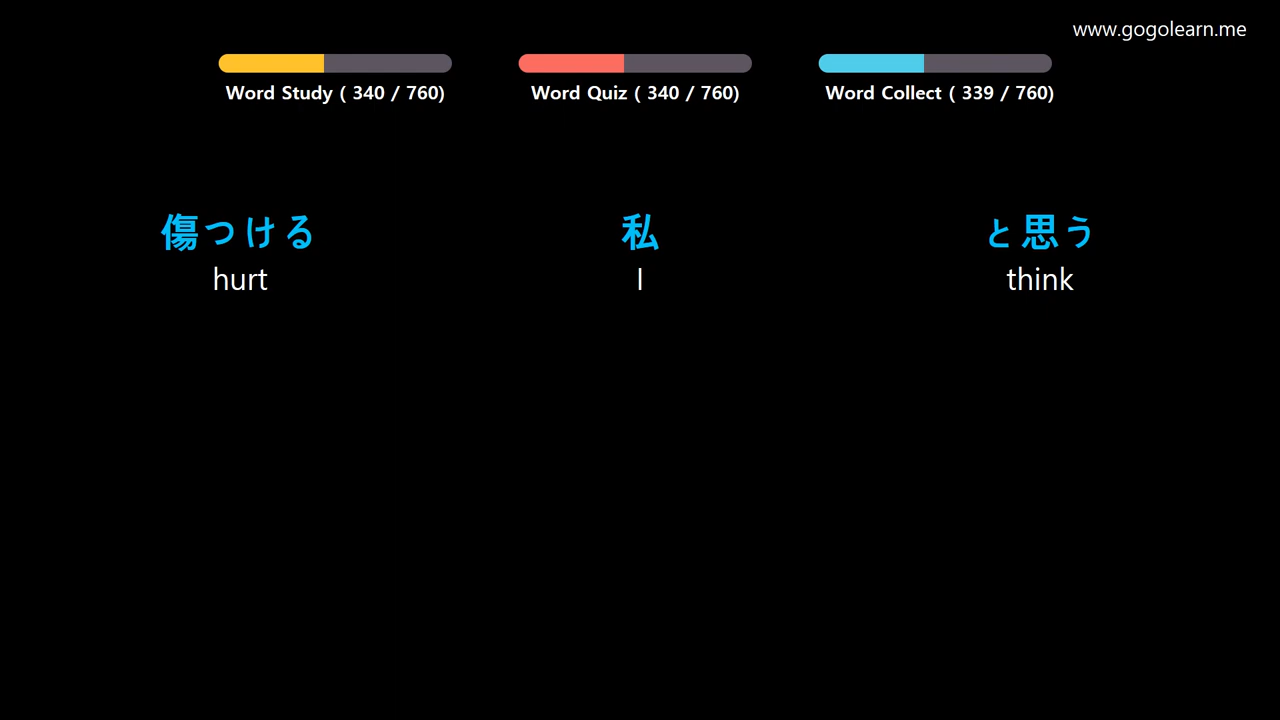 www.gogolearn.me
Word Study ( 340 / 760)
Word Quiz ( 340 / 760)
Word Collect ( 339 / 760)
傷つける
hurt
私
I
と思う
think